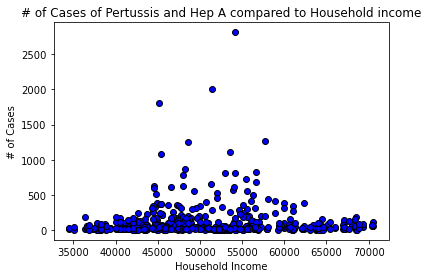 # of Cases of Pertussis and Hep A compared to Household income
2500
2000
1500
1000
500
0
# of Cases
35000 40000 45000 50000 55000 60000 65000 70000
Household Income